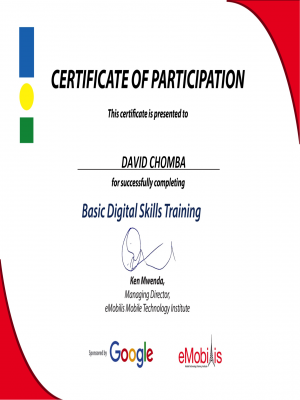 CERTIFICATE OF PARTICIPATION
This certificate is presented to
DAVID CHOMBA
for successfully completing
Basic Digital Skills Training
Ken Mwenda,
Managing Director,
eMobilis Mobile Technology Institute
Sponsored by Google eMobilis